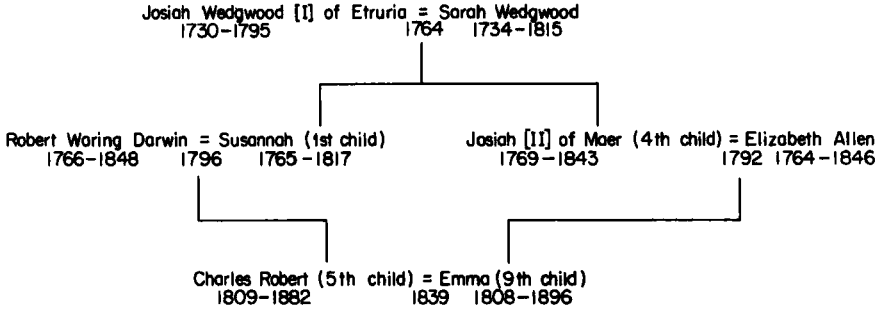 Josiah Wedgwood [I] of Etruria = Sarah Wedgwood
1730-1795 1764 1734-1815
Robert Waring Darwin = Susannah (1st child) Josiah [II] of Maer (4th child) = Elizabeth Allen
1766-1848 1796 1765-1817 1769-1843 1792 1764-1846
Charles Robert (5th child) = Emma (9th child)
1809-1882 1839 1808-1896